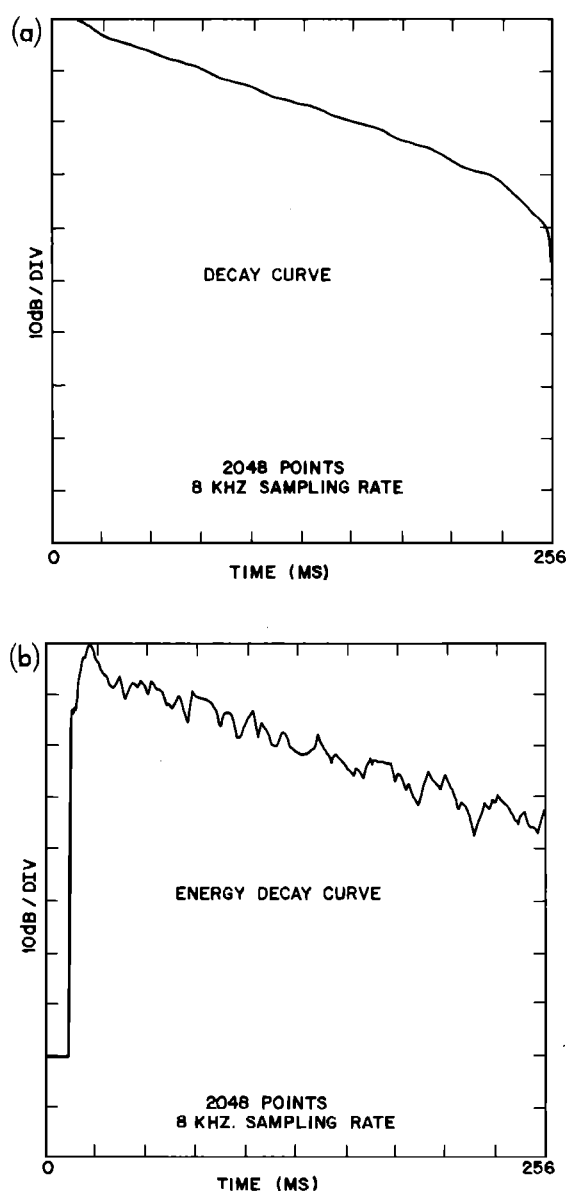 (a)
10dB / DIV
DECAY CURVE
2048 POINTS
8 KHZ SAMPLING RATE
0
256
TIME (MS)
(b)
10dB / DIV
ENERGY DECAY CURVE
2048 POINTS
8 KHZ. SAMPLING RATE
0
256
TIME (MS)